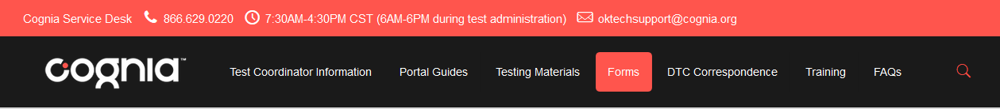 Cognia Service Desk 866.629.0220 7:30AM-4:30PM CST (6AM-6PM during test administration) oktechsupport@cognia.org
cognia™ Test Coordinator Information Portal Guides Testing Materials Forms DTC Correspondence Training FAQs